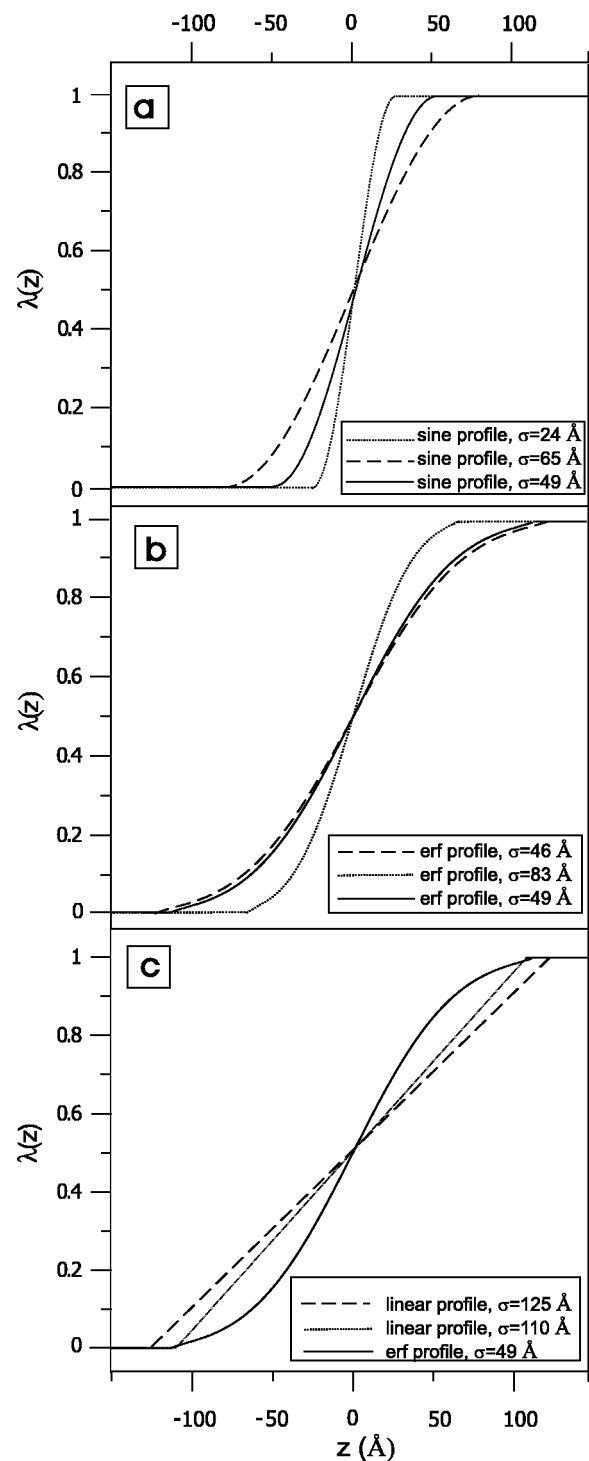 -100 -50 0 50 100
a
1
0.8
0.6
0.4
0.2
0
λ(z)
sine profile, σ=24 Å
sine profile, σ=65 Å
sine profile, σ=49 Å
b
1
0.8
0.6
0.4
0.2
0
λ(z)
erf profile, σ=46 Å
erf profile, σ=83 Å
erf profile, σ=49 Å
c
1
0.8
0.6
0.4
0.2
0
λ(z)
linear profile, σ=125 Å
linear profile, σ=110 Å
erf profile, σ=49 Å
-100 -50 0 50 100
z (Å)